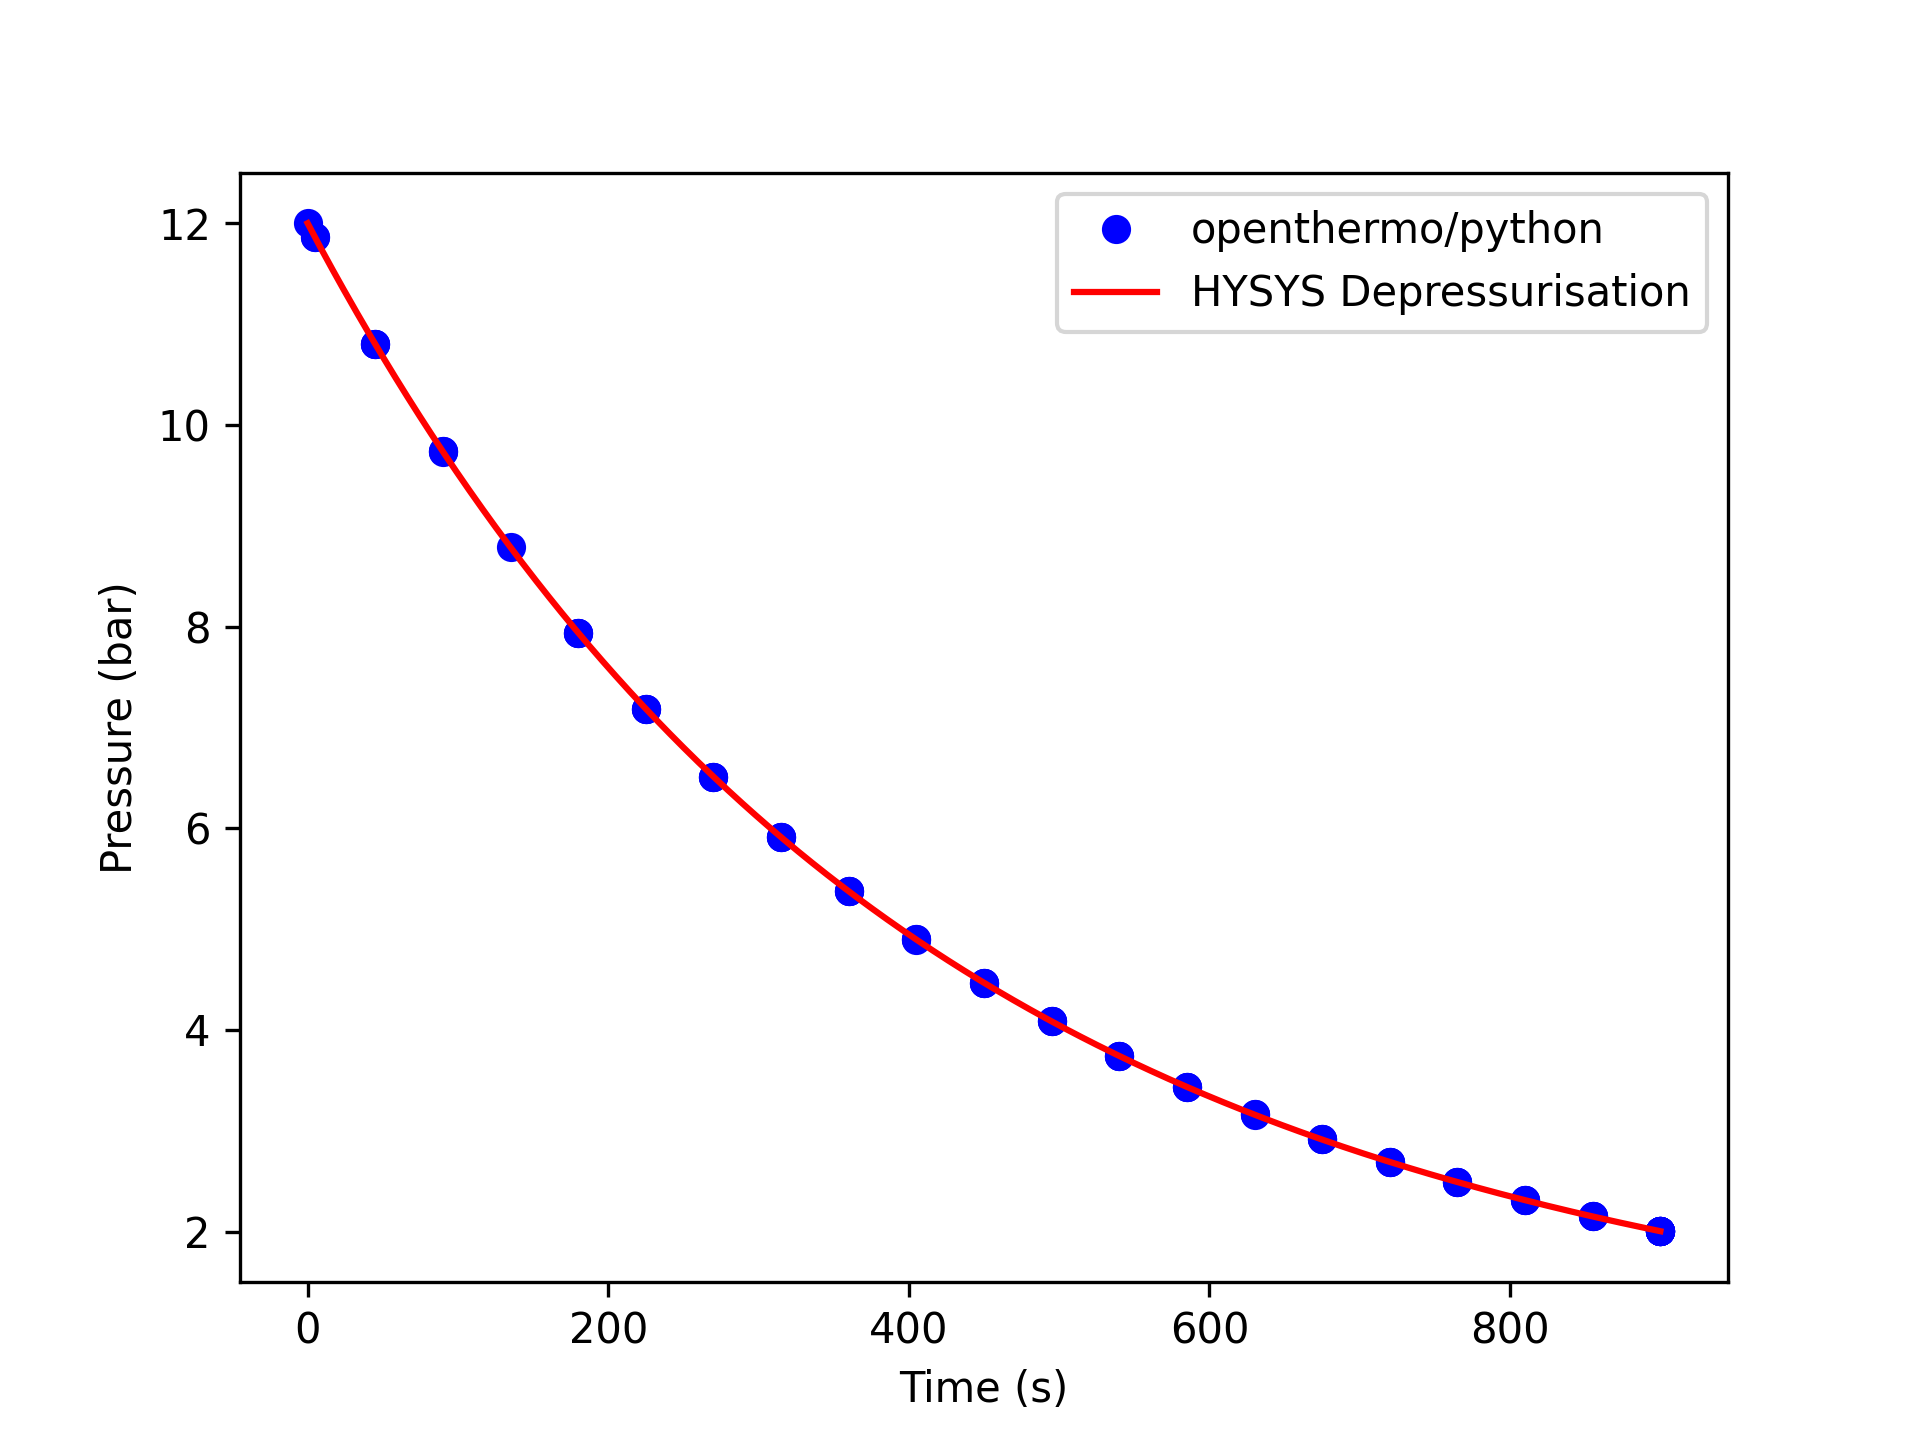 openthermo/python
HYSYS Depressurisation
12
10
8
6
4
2
Pressure (bar)
0 200 400 600 800
Time (s)